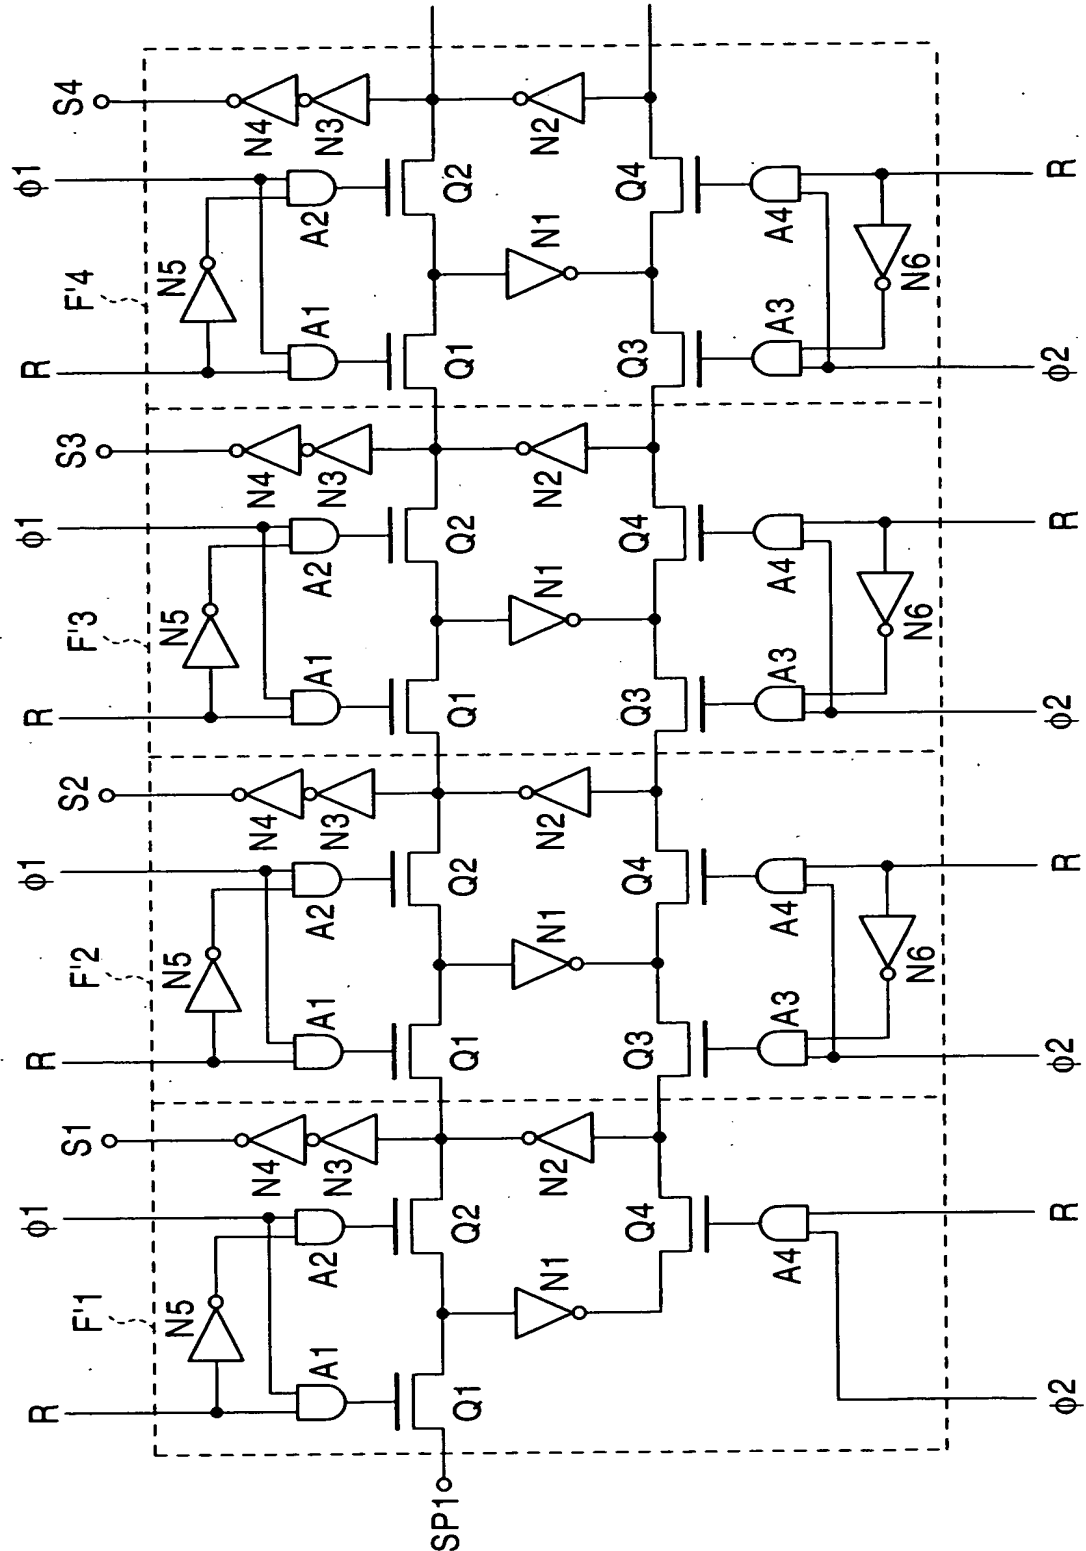 S4
φ1
R
F'4
N4
N3
N5
A2
A1
Q2
Q1
N2
N1
Q4
Q3
A4
A3
N6
R
φ2
S3
φ1
R
F'3
N4
N3
N5
A2
A1
Q2
Q1
N2
N1
Q4
Q3
A4
A3
N6
R
φ2
S2
φ1
R
F'2
N4
N3
N5
A2
A1
Q2
Q1
N2
N1
Q4
Q3
A4
A3
N6
R
φ2
S1
φ1
R
F'1
N4
N3
N5
A2
A1
Q2
Q1
N2
N1
Q4
A4
R
φ2
SP1